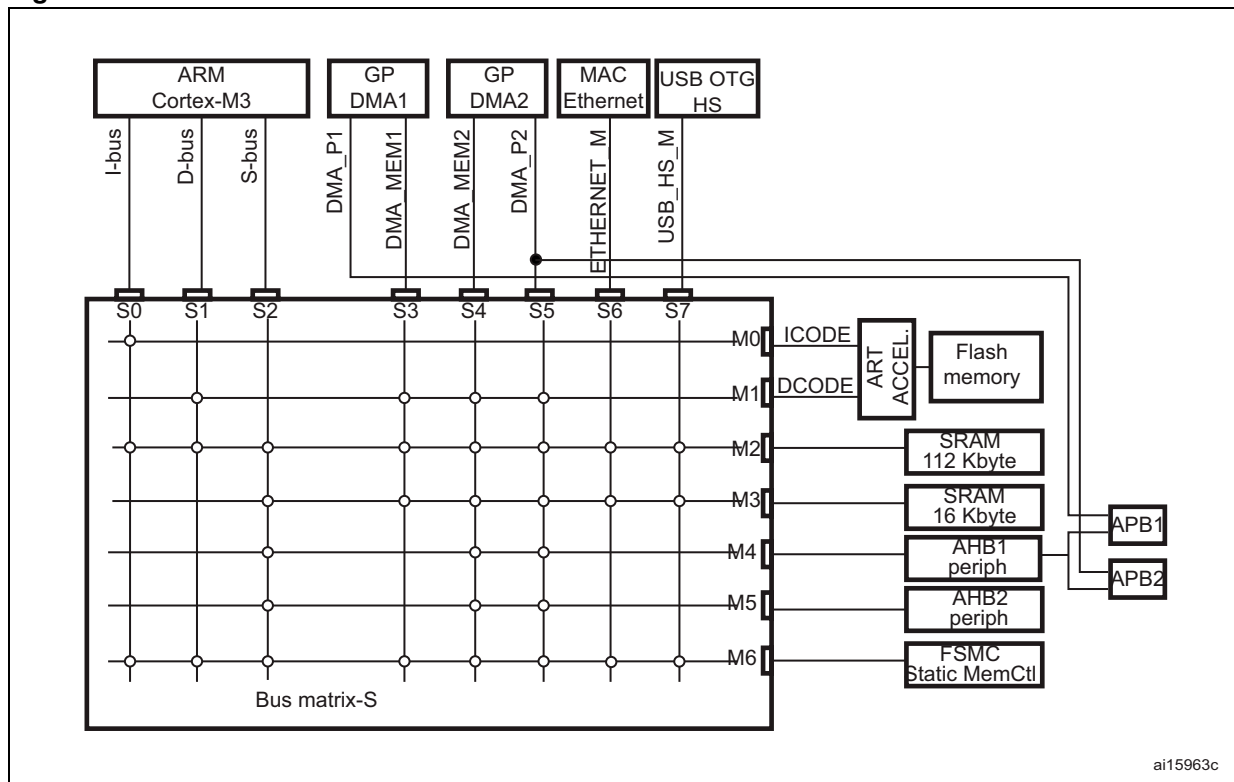 ARM
Cortex-M3
GP
DMA1
GP
DMA2
MAC
Ethernet
USB OTG
HS
I-bus
D-bus
S-bus
DMA_P1
DMA_MEM1
DMA_MEM2
DMA_P2
ETHERNET_M
USB_HS_M
S0
S1
S2
S3
S4
S5
S6
S7
M0
ICODE
M1
DCODE
ART
ACCEL.
Flash
memory
M2
SRAM
112 Kbyte
M3
SRAM
16 Kbyte
APB1
M4
AHB1
periph
APB2
M5
AHB2
periph
M6
FSMC
Static MemCtl
Bus matrix-S
ai15963c